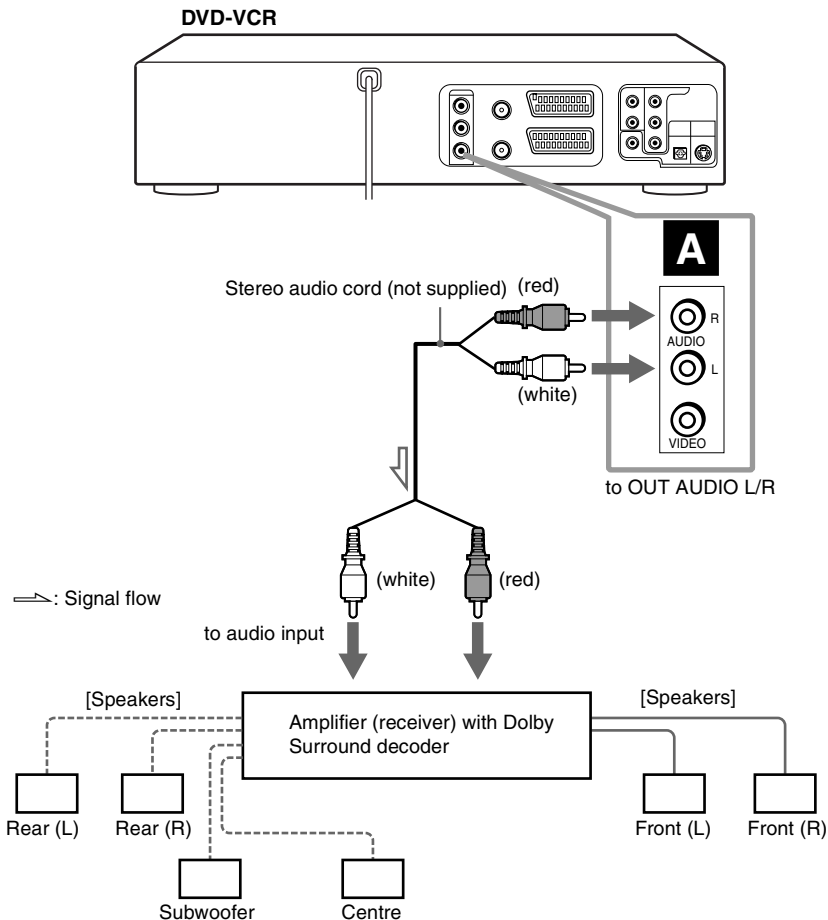 DVD-VCR
A
Stereo audio cord (not supplied)
(red)
R
AUDIO
L
(white)
VIDEO
to OUT AUDIO L/R
(white)
(red)
: Signal flow
to audio input
[Speakers]
[Speakers]
Amplifier (receiver) with Dolby
Surround decoder
Rear (L)
Rear (R)
Front (L)
Front (R)
Subwoofer
Centre